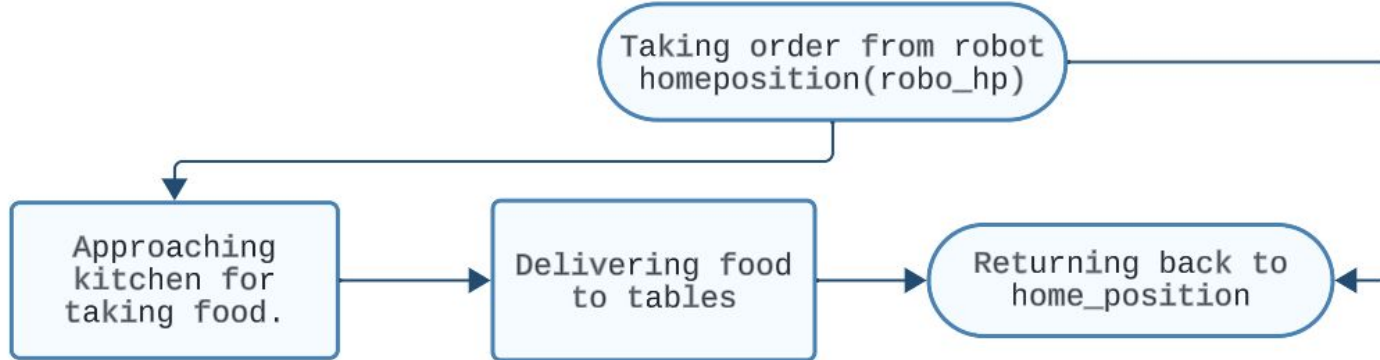 Taking order from robot
homeposition(robo_hp)
Approaching
kitchen for
taking food.
Delivering food
to tables
Returning back to
home_position